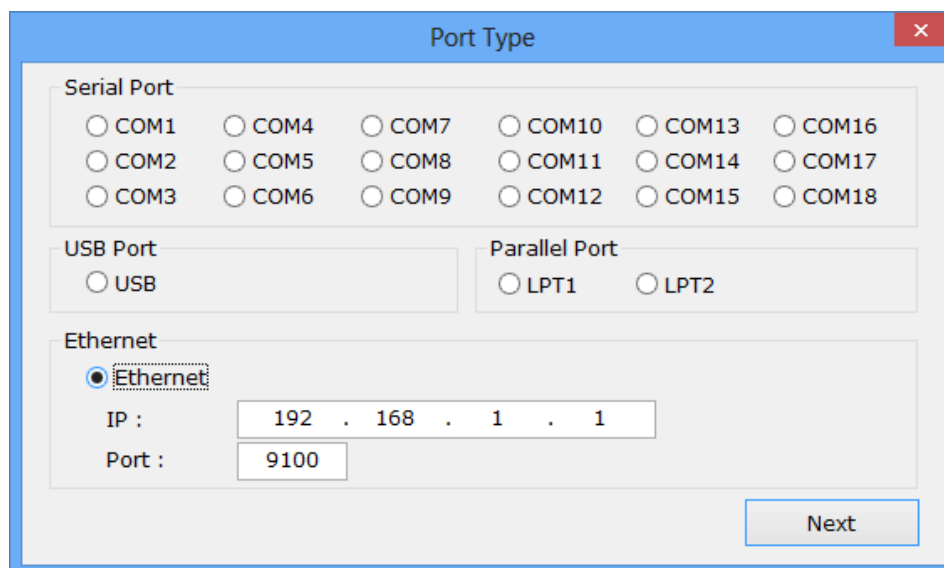 Port Type
Serial Port
COM1 COM4 COM7 COM10 COM13 COM16
COM2 COM5 COM8 COM11 COM14 COM17
COM3 COM6 COM9 COM12 COM15 COM18
USB Port Parallel Port
USB LPT1 LPT2
Ethernet
Ethernet
IP : 192 . 168 . 1 . 1
Port : 9100
Next